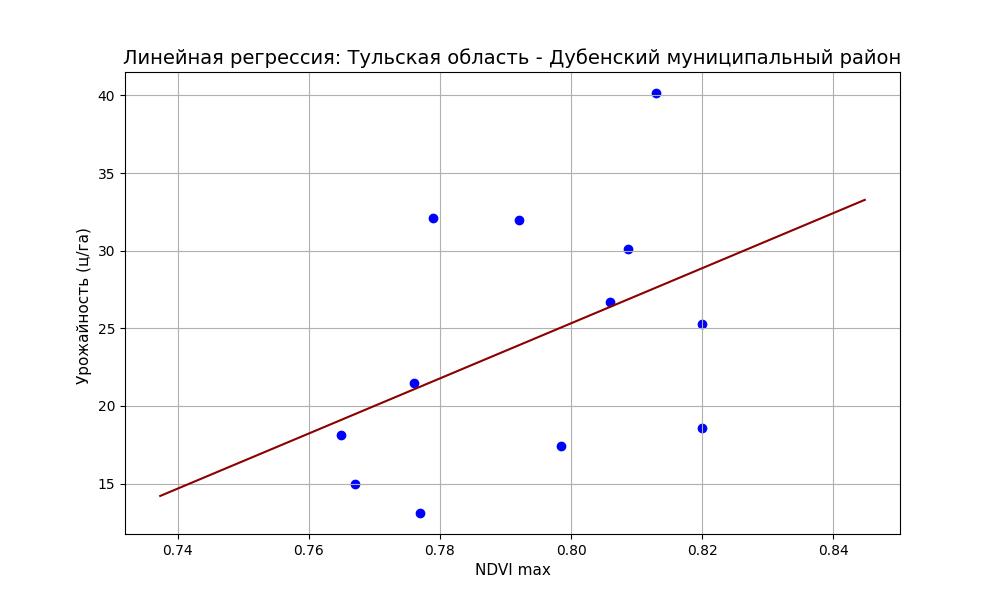 Линейная регрессия: Тульская область - Дубенский муниципальный район
40
35
30
25
20
15
Урожайность (ц/га)
0.74 0.76 0.78 0.80 0.82 0.84
NDVI max